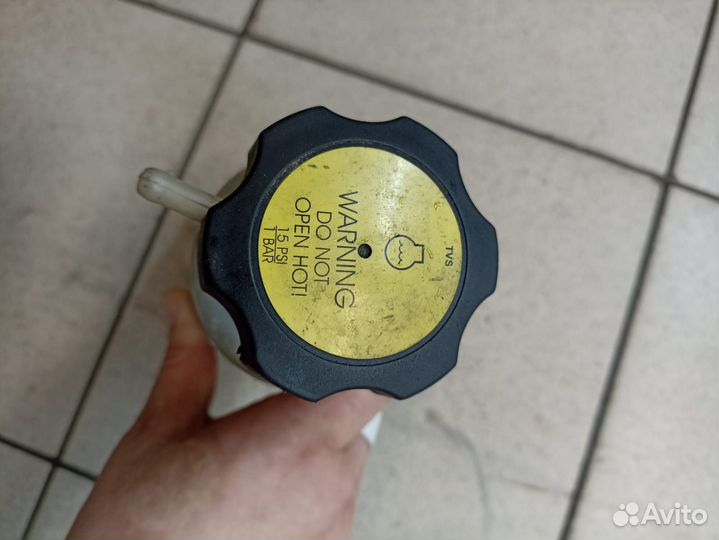 WARNING
DO NOT
OPEN HOT!
15 PSI
1 BAR
TVS
Avito